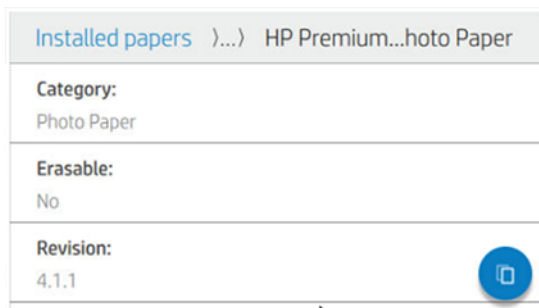 Installed papers 〉...〉 HP Premium...hoto Paper
Category:
Photo Paper
Erasable:
No
Revision:
4.1.1